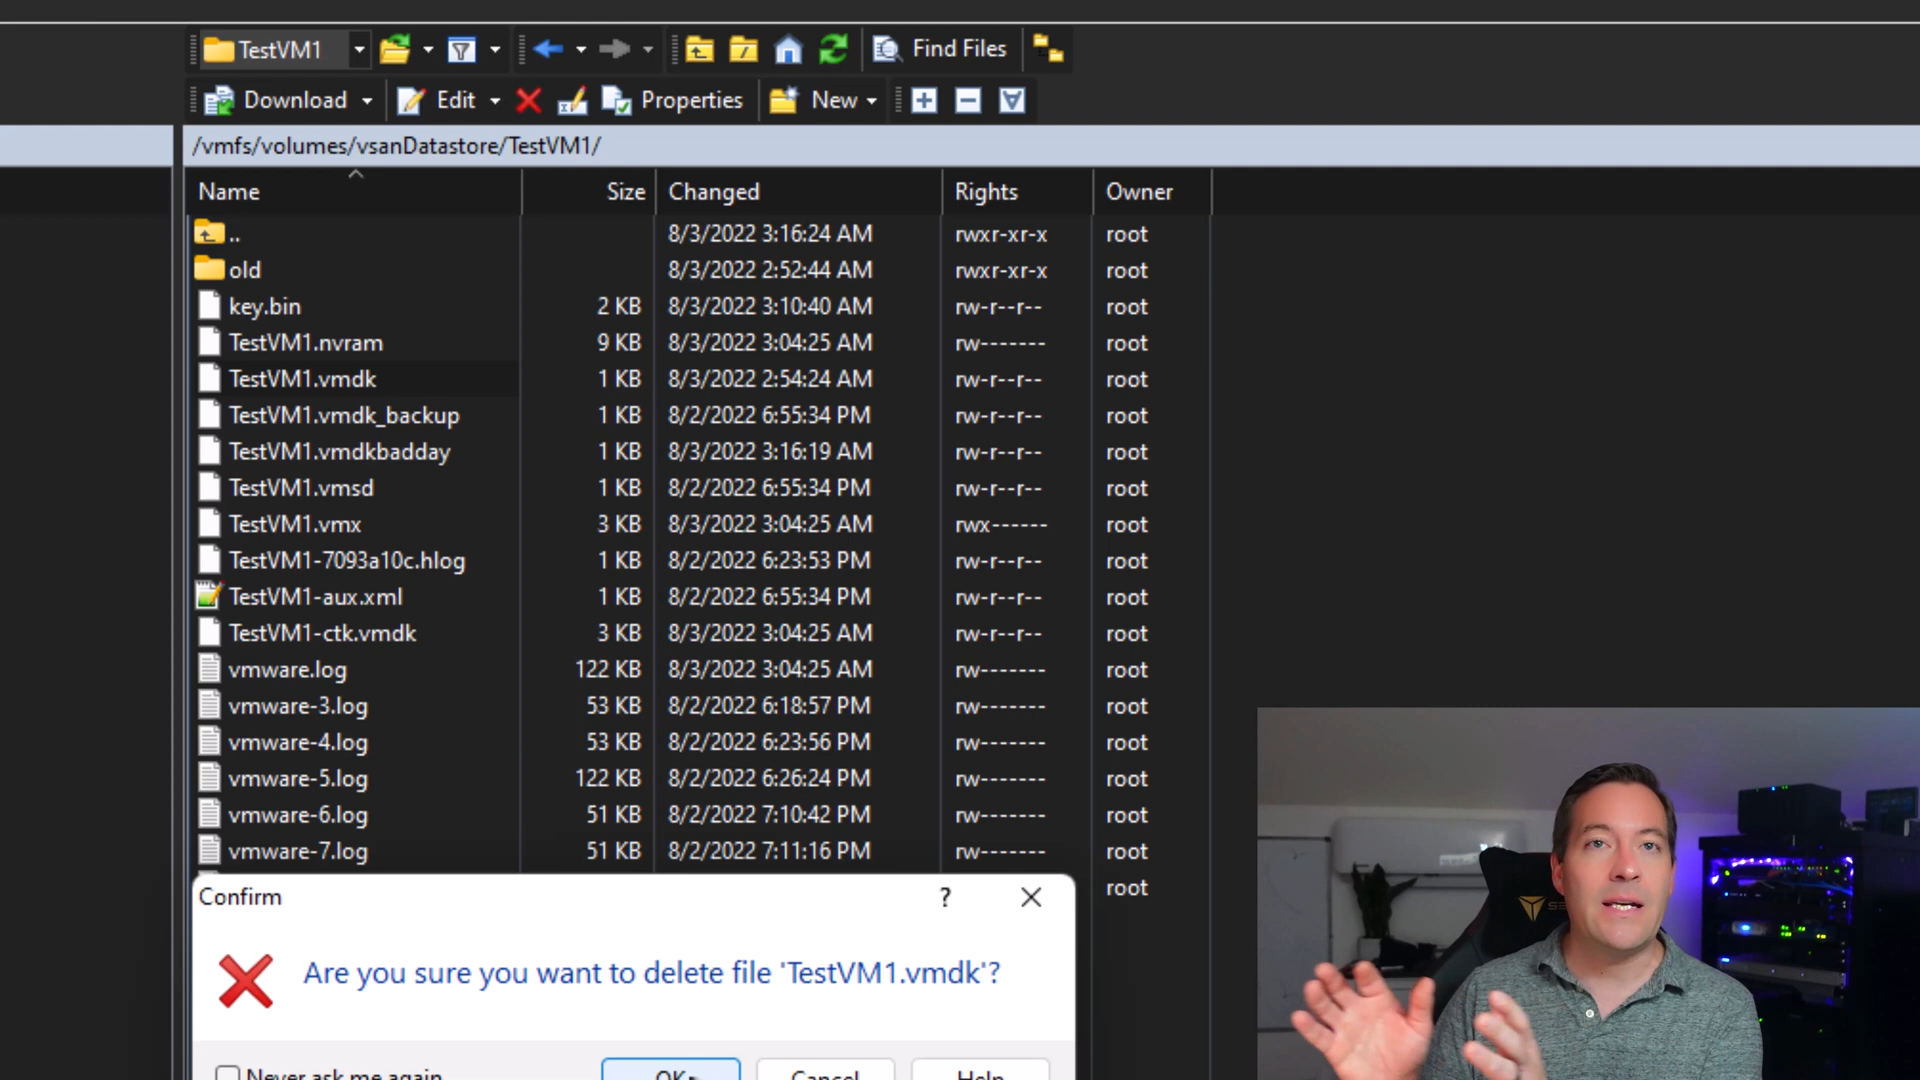 TestVM1 Find Files
Download Edit Properties New
/vmfs/volumes/vsanDatastore/TestVM1/
Name Size Changed Rights Owner
.. 8/3/2022 3:16:24 AM rwxr-xr-x root
old 8/3/2022 2:52:44 AM rwxr-xr-x root
key.bin 2 KB 8/3/2022 3:10:40 AM rw-r--r-- root
TestVM1.nvram 9 KB 8/3/2022 3:04:25 AM rw------- root
TestVM1.vmdk 1 KB 8/3/2022 2:54:24 AM rw-r--r-- root
TestVM1.vmdk_backup 1 KB 8/2/2022 6:55:34 PM rw-r--r-- root
TestVM1.vmdkbadday 1 KB 8/3/2022 3:16:19 AM rw-r--r-- root
TestVM1.vmsd 1 KB 8/2/2022 6:55:34 PM rw-r--r-- root
TestVM1.vmx 3 KB 8/3/2022 3:04:25 AM rwx------ root
TestVM1-7093a10c.hlog 1 KB 8/2/2022 6:23:53 PM rw-r--r-- root
TestVM1-aux.xml 1 KB 8/2/2022 6:55:34 PM rw-r--r-- root
TestVM1-ctk.vmdk 3 KB 8/3/2022 3:04:25 AM rw-r--r-- root
vmware.log 122 KB 8/3/2022 3:04:25 AM rw------- root
vmware-3.log 53 KB 8/2/2022 6:18:57 PM rw------- root
vmware-4.log 53 KB 8/2/2022 6:23:56 PM rw------- root
vmware-5.log 122 KB 8/2/2022 6:26:24 PM rw------- root
vmware-6.log 51 KB 8/2/2022 7:10:42 PM rw------- root
vmware-7.log 51 KB 8/2/2022 7:11:16 PM rw------- root
root
Confirm ?
Are you sure you want to delete file 'TestVM1.vmdk'?
Never ask me again OK Cancel Help